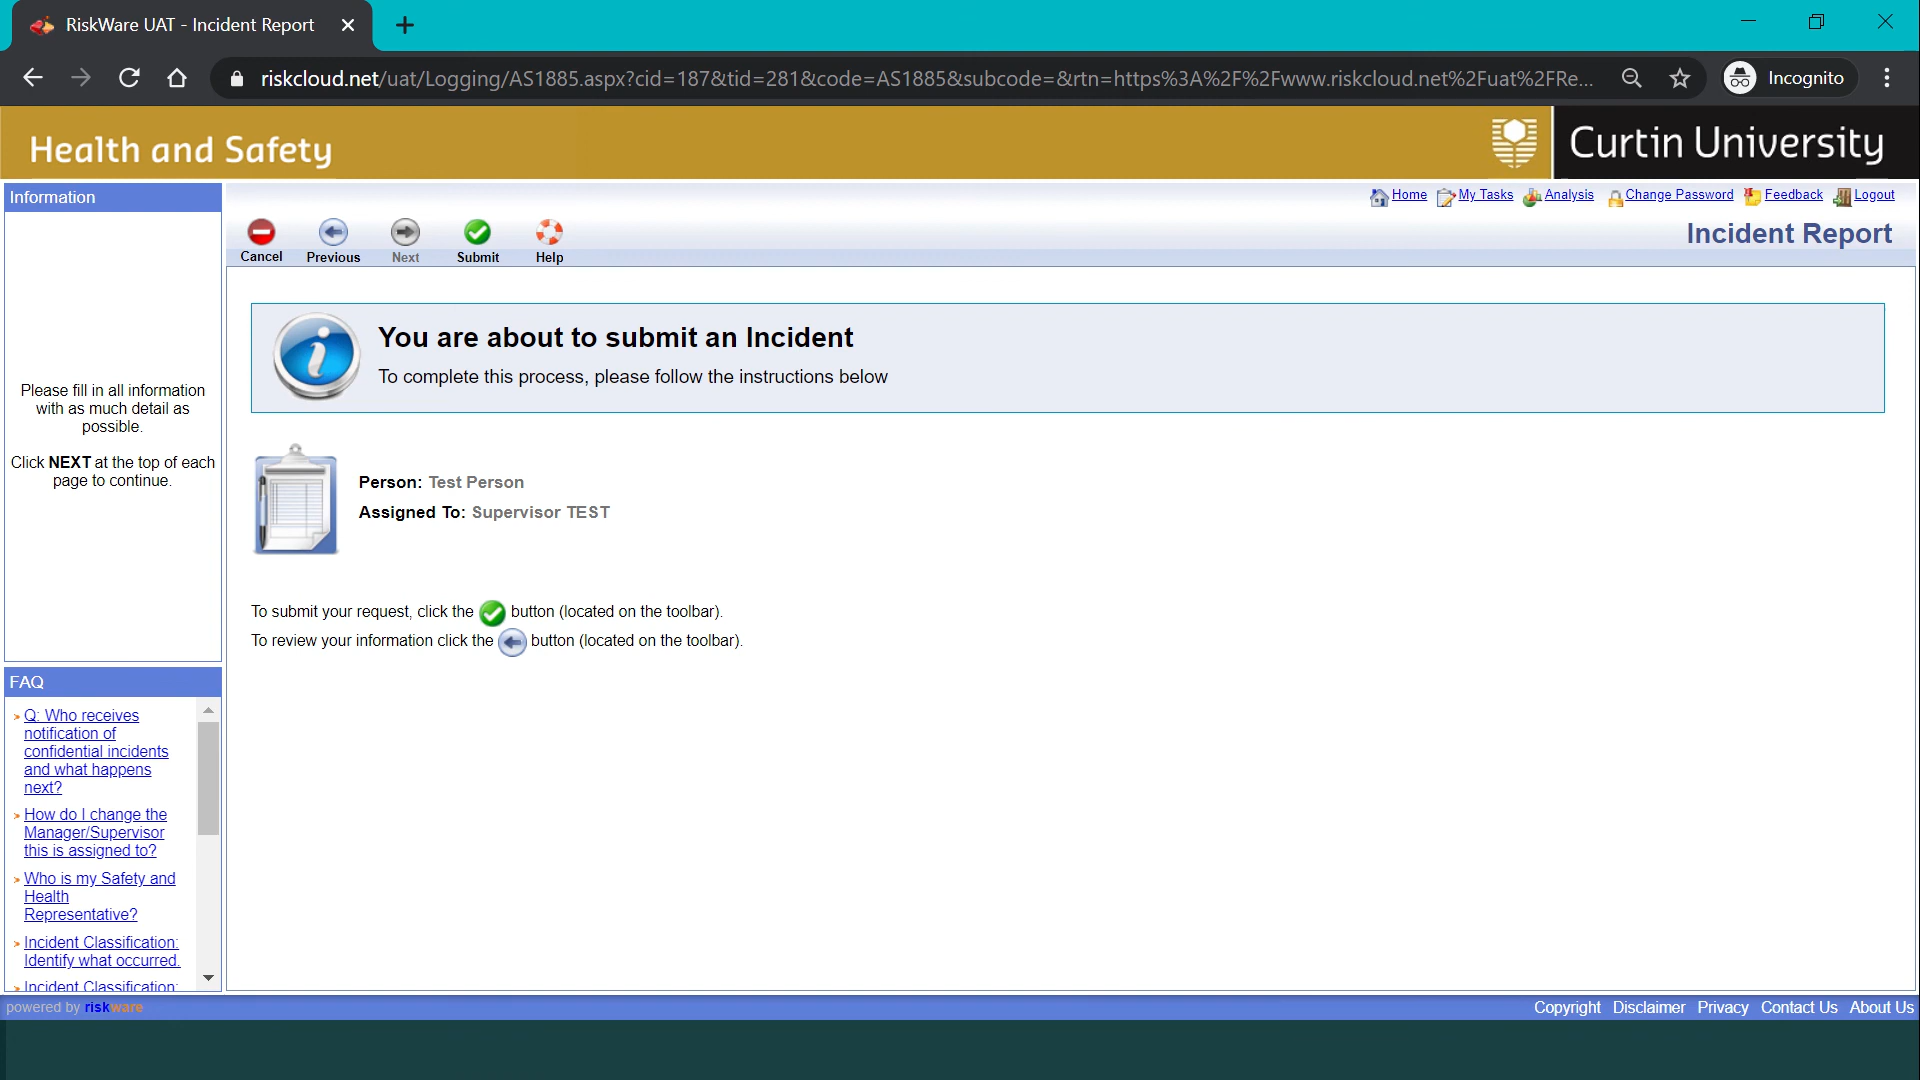 RiskWare UAT - Incident Report
riskcloud.net/uat/Logging/AS1885.aspx?cid=187&tid=281&code=AS1885&subcode=&rtn=https%3A%2F%2Fwww.riskcloud.net%2Fuat%2FRe...
Incognito
Health and Safety
Curtin University
Information
Home
My Tasks
Analysis
Change Password
Feedback
Logout
Cancel
Previous
Next
Submit
Help
Incident Report
Please fill in all information
with as much detail as
possible.
Click NEXT at the top of each
page to continue.
You are about to submit an Incident
To complete this process, please follow the instructions below
Person: Test Person
Assigned To: Supervisor TEST
To submit your request, click the button (located on the toolbar).
To review your information click the button (located on the toolbar).
FAQ
Q: Who receives
notification of
confidential incidents
and what happens
next?
How do I change the
Manager/Supervisor
this is assigned to?
Who is my Safety and
Health
Representative?
Incident Classification:
Identify what occurred.
Incident Classification:
powered by riskware
Copyright Disclaimer Privacy Contact Us About Us